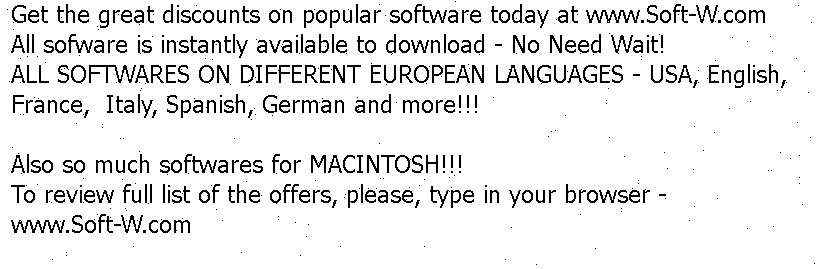 Get the great discounts on popular software today at www.Soft-W.com
All sofware is instantly available to download - No Need Wait!
ALL SOFTWARES ON DIFFERENT EUROPEAN LANGUAGES - USA, English,
France,  Italy, Spanish, German and more!!!
Also so much softwares for MACINTOSH!!!
To review full list of the offers, please, type in your browser -
www.Soft-W.com